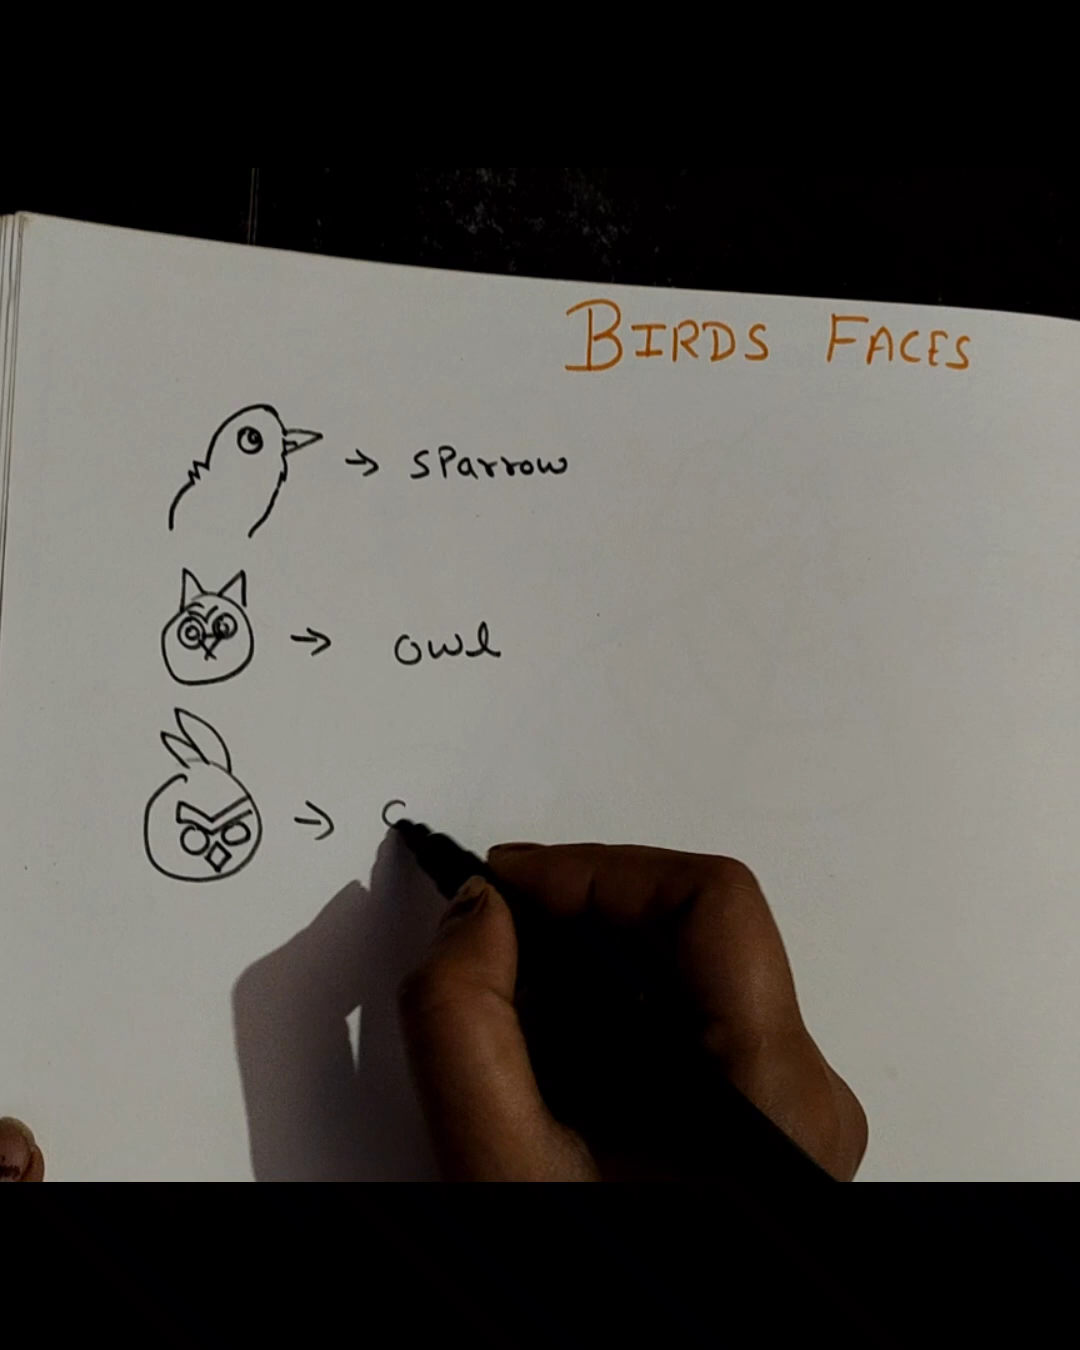 BIRDS FACES
→ SParrow
→ owl
→